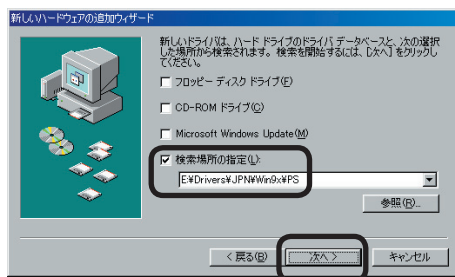 新しいハードウェアの追加ウィザード
新しいドライバは、ハード ドライブのドライバ データベースと、次の選択
した場所から検索されます。検索を開始するには、[次へ] をクリックし
てください。
フロッピー ディスク ドライブ(F)
CD-ROM ドライブ(C)
Microsoft Windows Update(M)
検索場所の指定(L):
E:¥Drivers¥JPN¥Win9x¥PS
参照(R)...
< 戻る(B)
次へ >
キャンセル